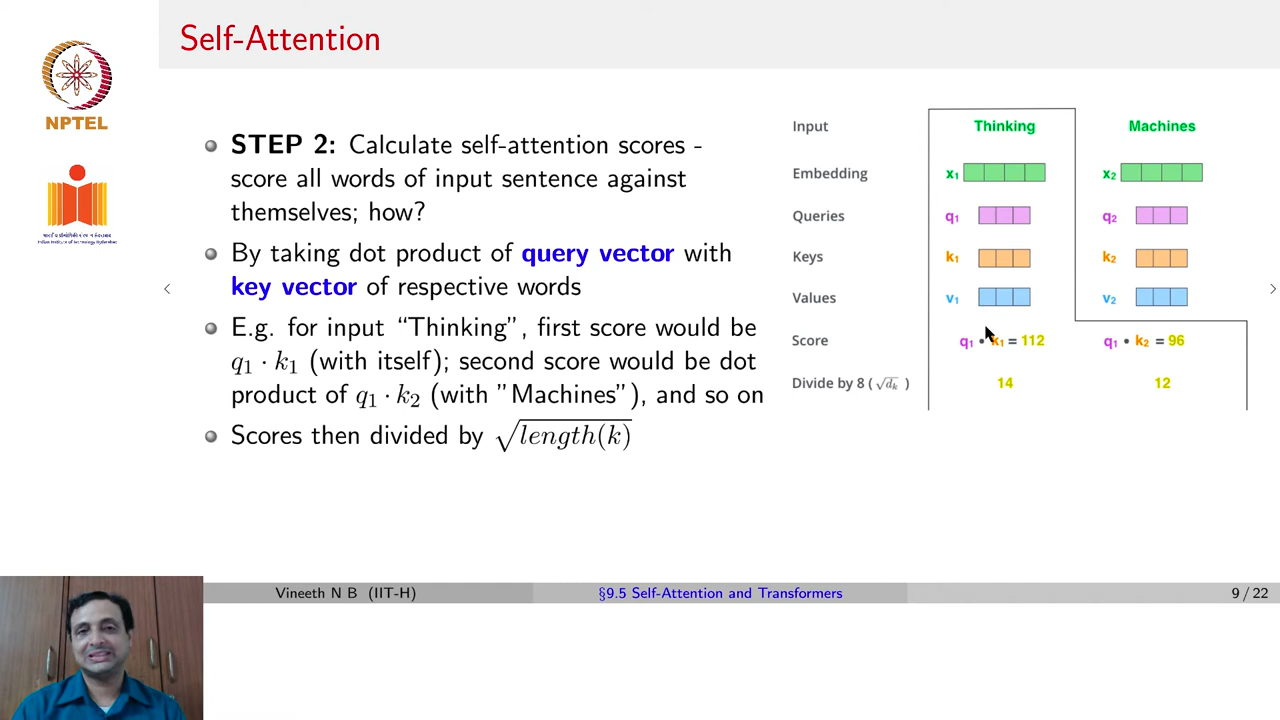 Self-Attention
NPTEL
STEP 2: Calculate self-attention scores -
score all words of input sentence against
themselves; how?
By taking dot product of query vector with
key vector of respective words
E.g. for input “Thinking”, first score would be
q₁ · k₁ (with itself); second score would be dot
product of q₁ · k₂ (with ”Machines”), and so on
Scores then divided by √length(k)
Input Thinking Machines
Embedding x₁ x₂
Queries q₁ q₂
Keys k₁ k₂
Values v₁ v₂
Score q₁ • k₁ = 112 q₁ • k₂ = 96
Divide by 8 ( √dₖ ) 14 12
Vineeth N B (IIT-H) §9.5 Self-Attention and Transformers 9 / 22